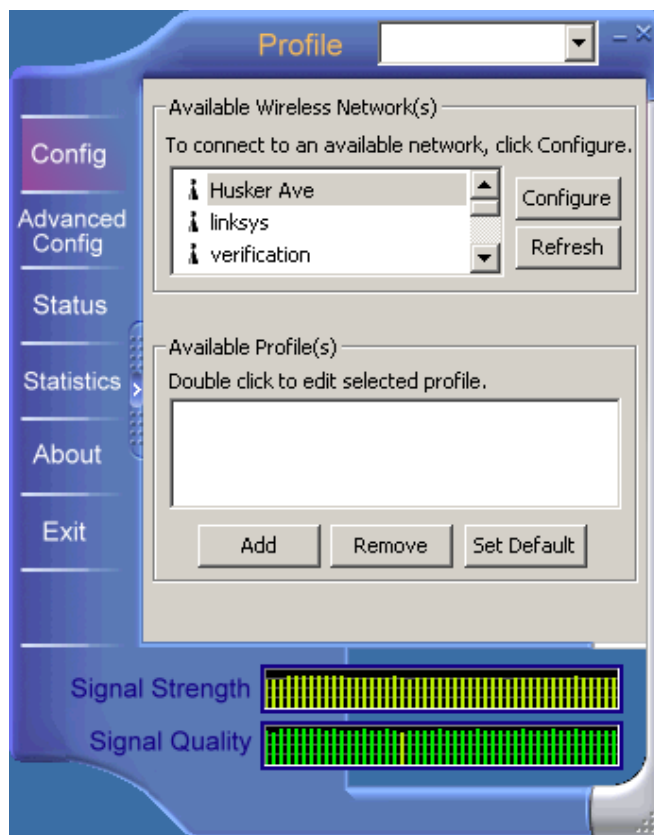 Profile
Available Wireless Network(s)
To connect to an available network, click Configure.
Husker Ave
linksys
verification
Configure
Refresh
Config
Advanced
Config
Status
Statistics
About
Exit
Available Profile(s)
Double click to edit selected profile.
Add
Remove
Set Default
Signal Strength
Signal Quality